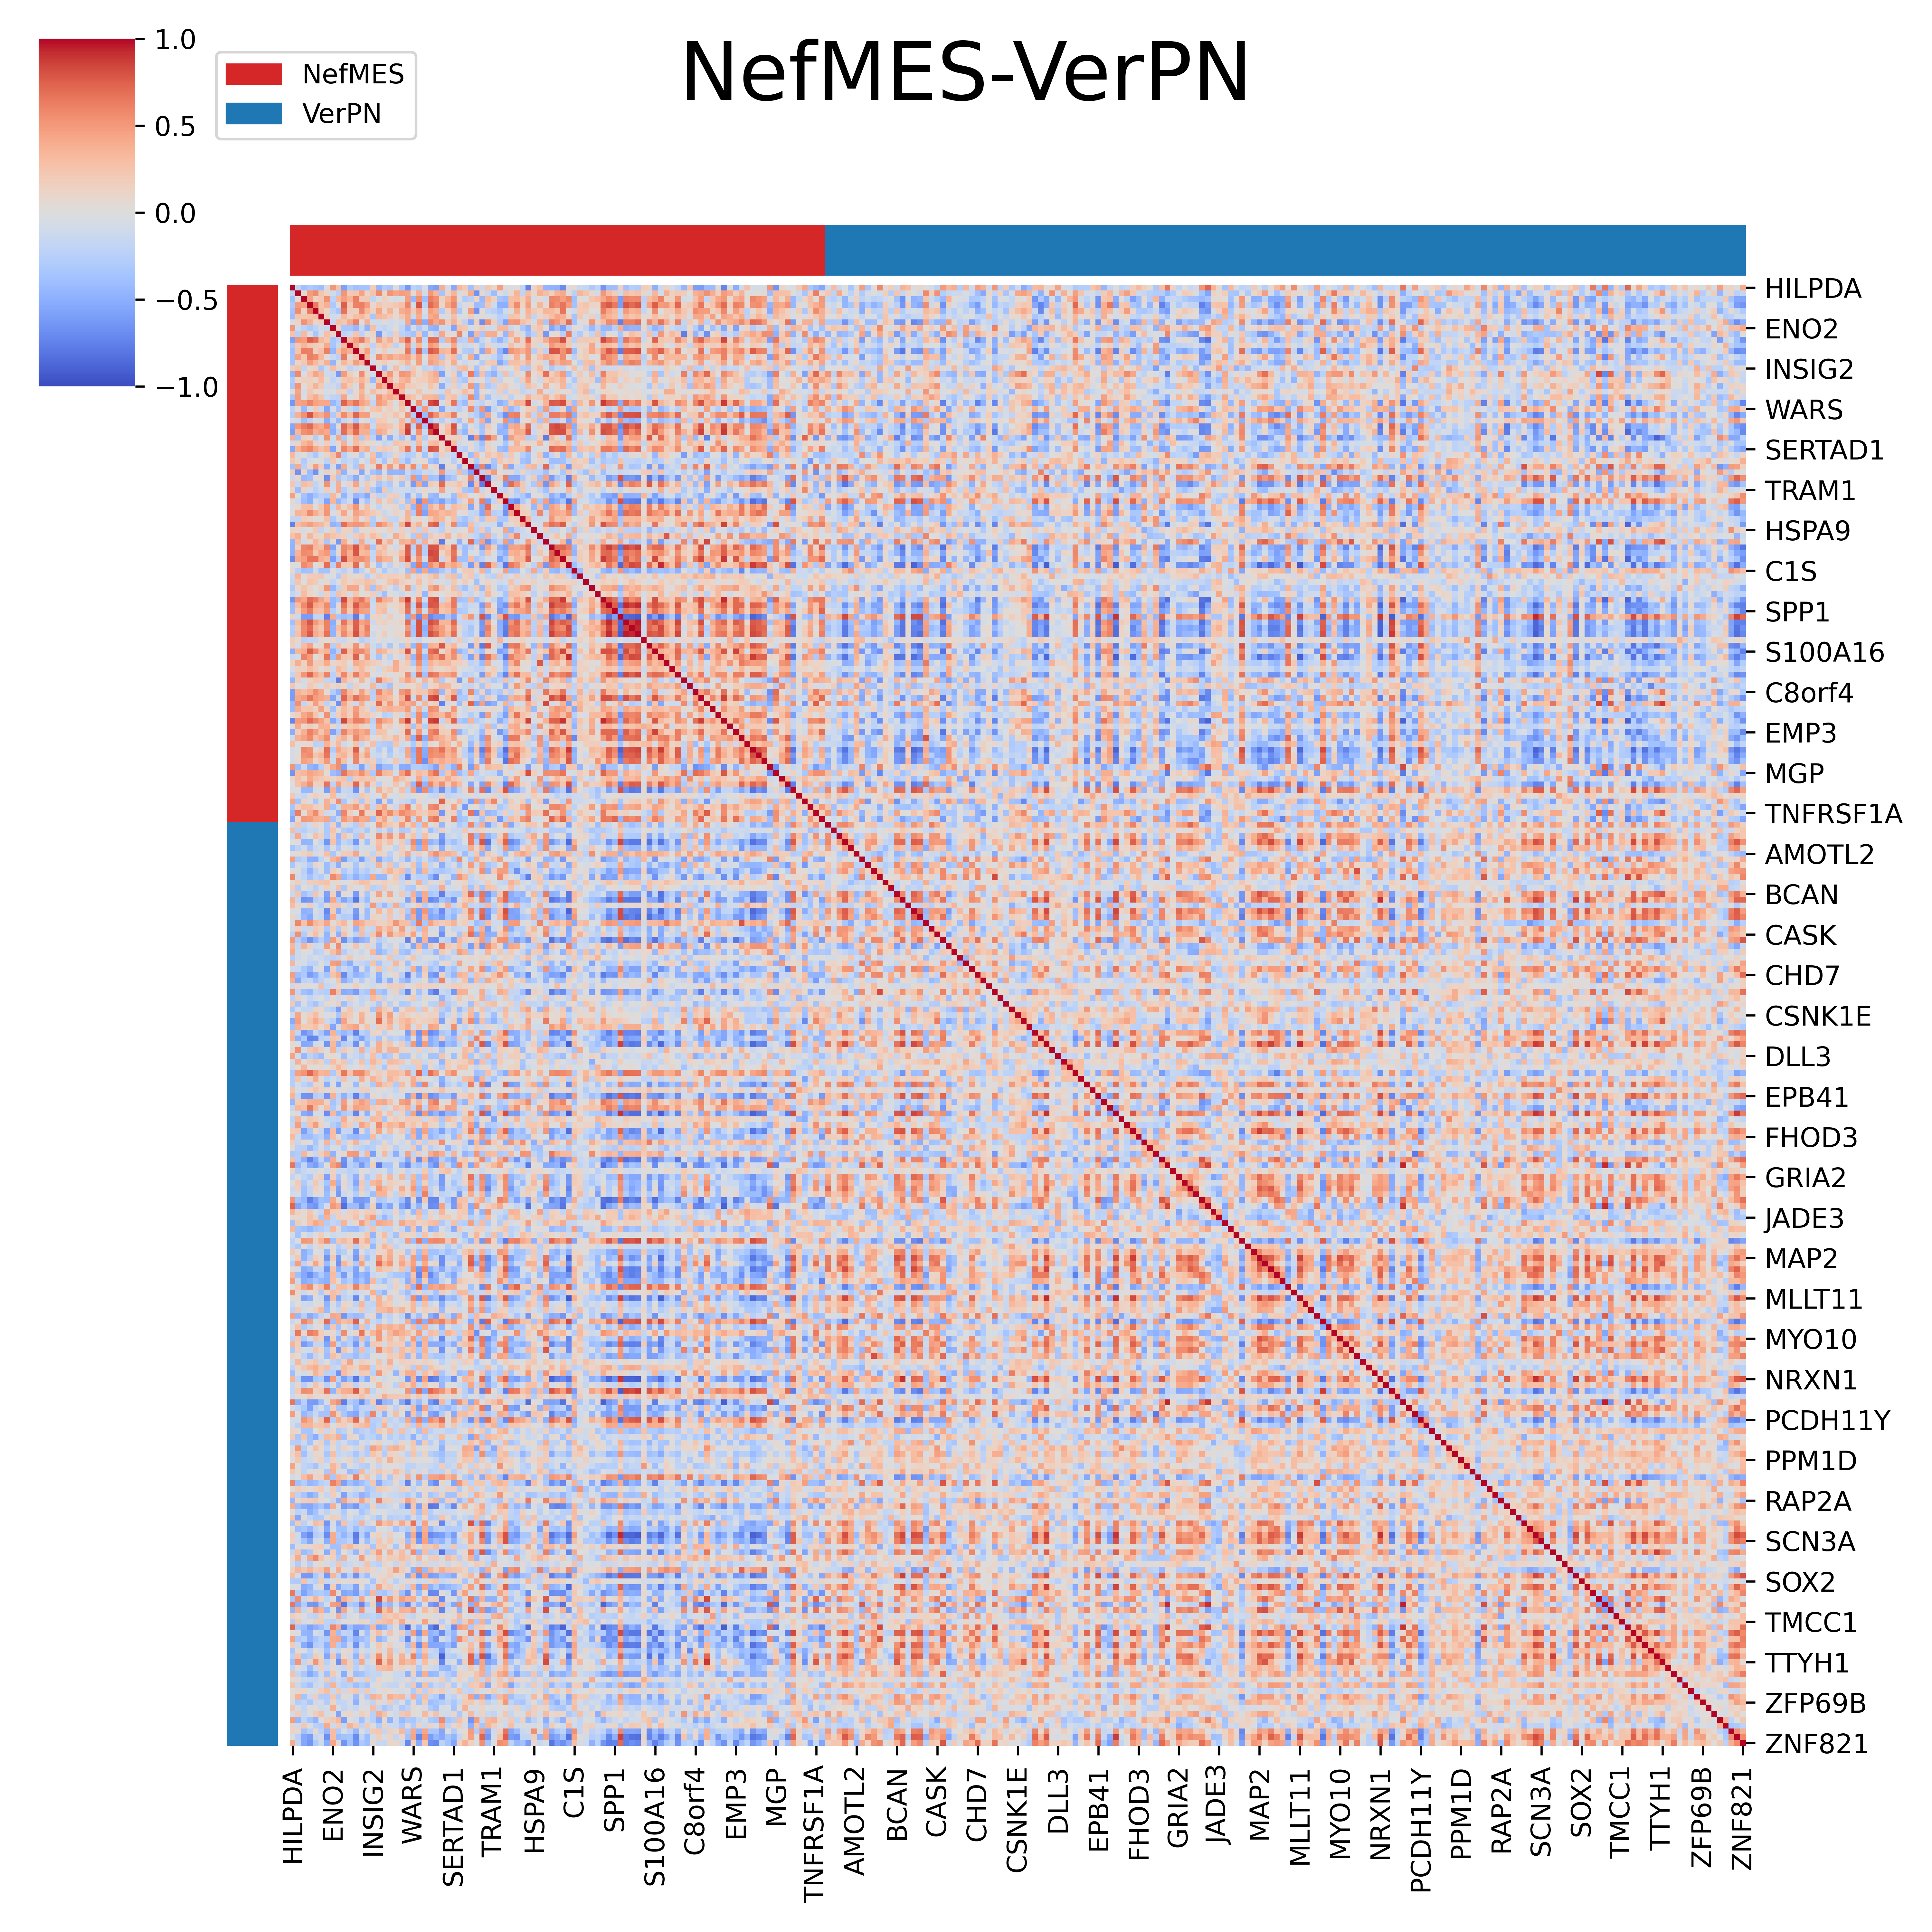 NefMES-VerPN
1.0
0.5
0.0
−0.5
−1.0
NefMES
VerPN
HILPDA
ENO2
INSIG2
WARS
SERTAD1
TRAM1
HSPA9
C1S
SPP1
S100A16
C8orf4
EMP3
MGP
TNFRSF1A
AMOTL2
BCAN
CASK
CHD7
CSNK1E
DLL3
EPB41
FHOD3
GRIA2
JADE3
MAP2
MLLT11
MYO10
NRXN1
PCDH11Y
PPM1D
RAP2A
SCN3A
SOX2
TMCC1
TTYH1
ZFP69B
ZNF821
HILPDA
ENO2
INSIG2
WARS
SERTAD1
TRAM1
HSPA9
C1S
SPP1
S100A16
C8orf4
EMP3
MGP
TNFRSF1A
AMOTL2
BCAN
CASK
CHD7
CSNK1E
DLL3
EPB41
FHOD3
GRIA2
JADE3
MAP2
MLLT11
MYO10
NRXN1
PCDH11Y
PPM1D
RAP2A
SCN3A
SOX2
TMCC1
TTYH1
ZFP69B
ZNF821